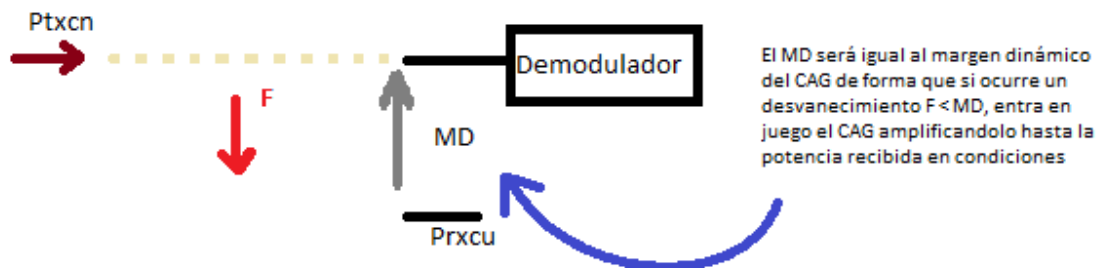 Ptxcn
F
MD
Prxcu
Demodulador
El MD será igual al margen dinámico
del CAG de forma que si ocurre un
desvanecimiento F < MD, entra en
juego el CAG amplificandolo hasta la
potencia recibida en condiciones